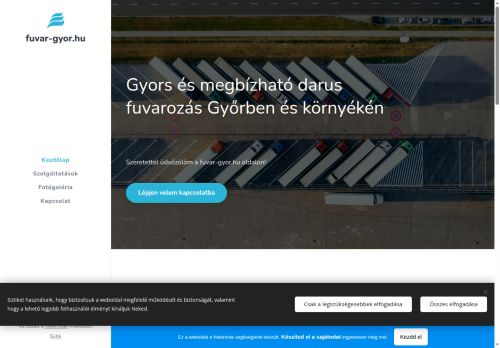 fuvar-gyor.hu
Kezdőlap
Szolgáltatások
Fotógaléria
Kapcsolat
Gyors és megbízható darus
fuvarozás Győrben és környékén
Szeretettel üdvözölöm a fuvar-gyor.hu oldalon!
Lépjen velem kapcsolatba
Sütiket használunk, hogy biztosítsuk a weboldal megfelelő működését és biztonságát, valamint
hogy a lehető legjobb felhasználói élményt kínáljuk Neked.
Csak a legszükségesebbek elfogadása
Összes elfogadása
Sütik
Ez a weboldal a Webnode segítségével készült. Készítsd el a sajátodat ingyenesen még ma!
Kezdd el